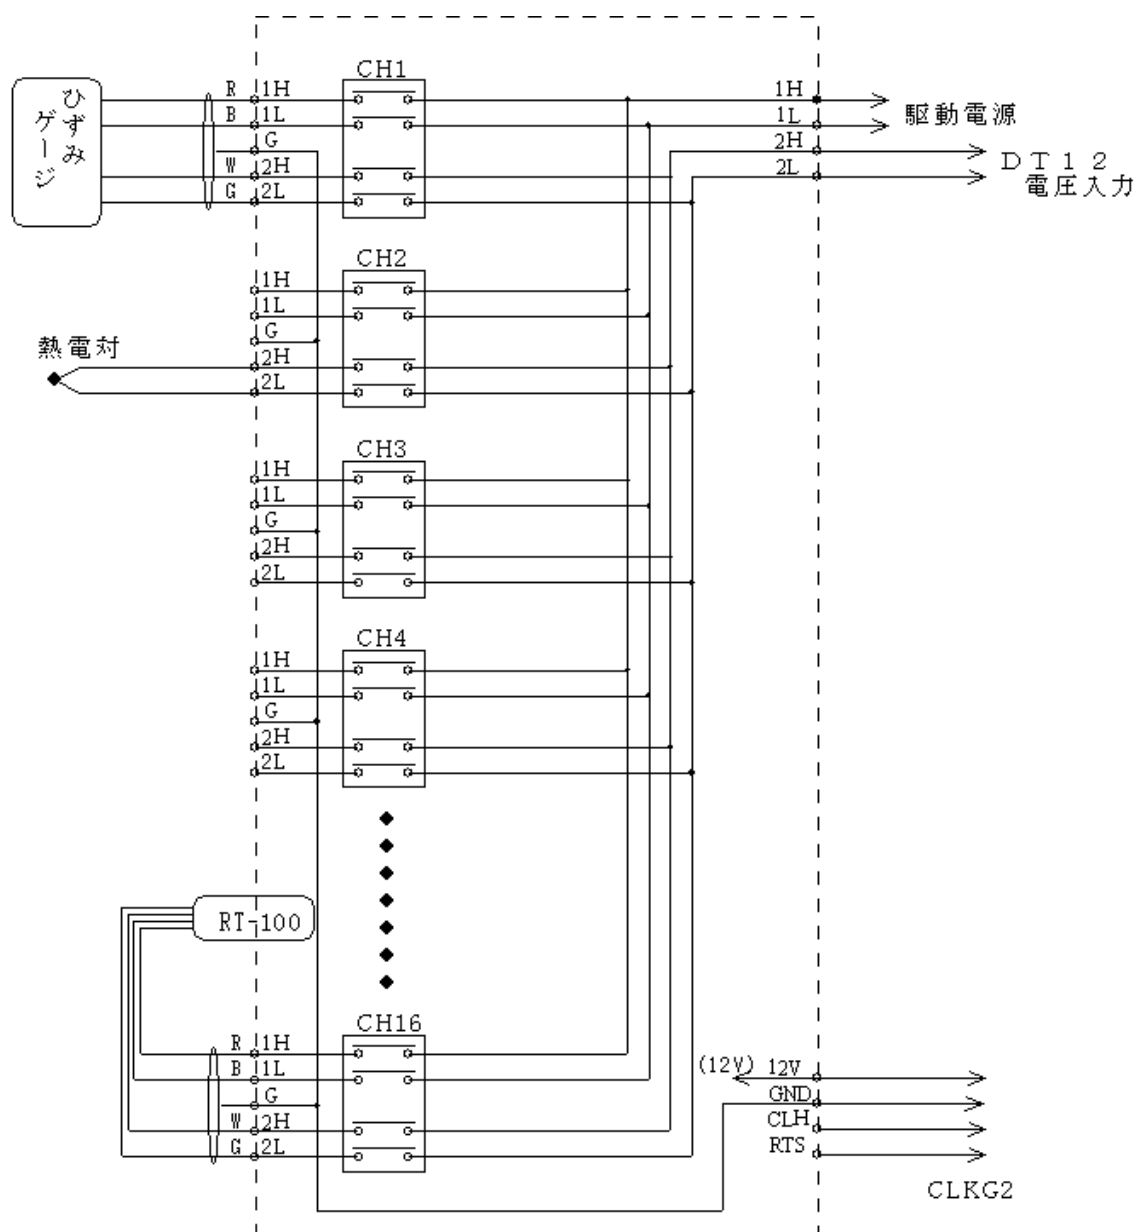 CH1
R 1H
B 1L
G
W 2H
G 2L
ひずみ
ゲージ
1H
1L
2H
2L
駆動電源
DT12
電圧入力
CH2
1H
1L
G
2H
2L
熱電対
CH3
1H
1L
G
2H
2L
CH4
1H
1L
G
2H
2L
RT-100
CH16
R 1H
B 1L
G
W 2H
G 2L
(12V) 12V
GND
CLH
RTS
CLKG2